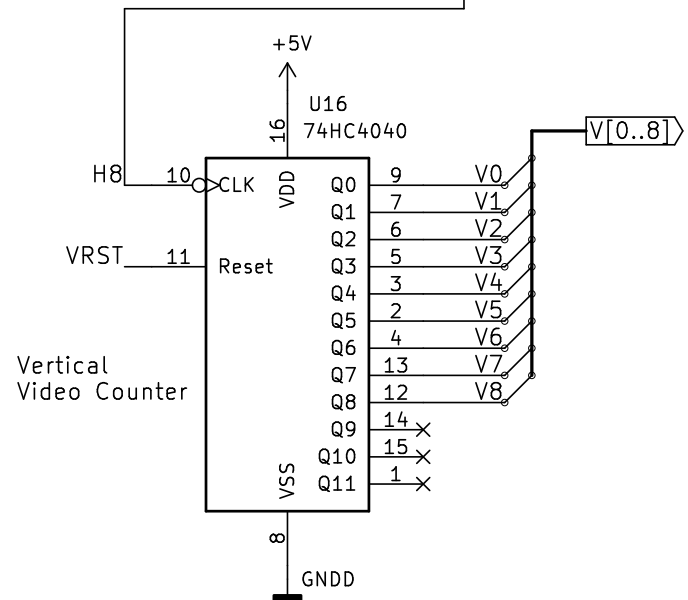 +5V
U16
74HC4040
16
V[0..8]
H8
10
CLK
VDD
Q0
9
V0
Q1
7
V1
Q2
6
V2
VRST
11
Reset
Q3
5
V3
Q4
3
V4
Q5
2
V5
Q6
4
V6
Vertical
Video Counter
Q7
13
V7
Q8
12
V8
Q9
14
Q10
15
Q11
1
VSS
8
GNDD